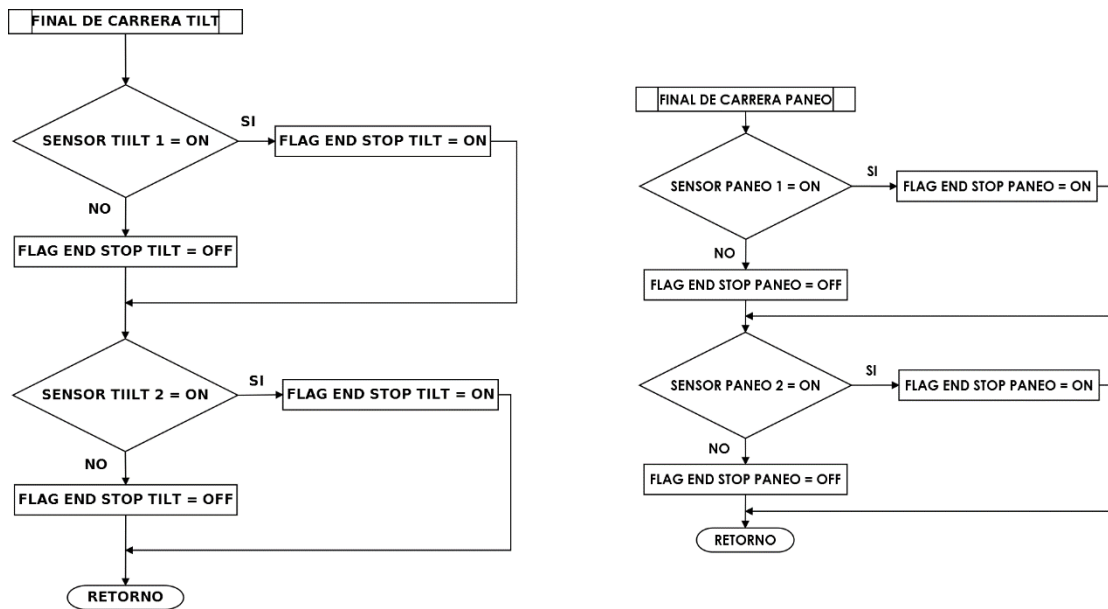 FINAL DE CARRERA TILT
SENSOR TIILT 1 = ON
SI
FLAG END STOP TILT = ON
NO
FLAG END STOP TILT = OFF
SENSOR TIILT 2 = ON
SI
FLAG END STOP TILT = ON
NO
FLAG END STOP TILT = OFF
RETORNO
FINAL DE CARRERA PANEO
SENSOR PANEO 1 = ON
SI
FLAG END STOP PANEO = ON
NO
FLAG END STOP PANEO = OFF
SENSOR PANEO 2 = ON
SI
FLAG END STOP PANEO = ON
NO
FLAG END STOP PANEO = OFF
RETORNO